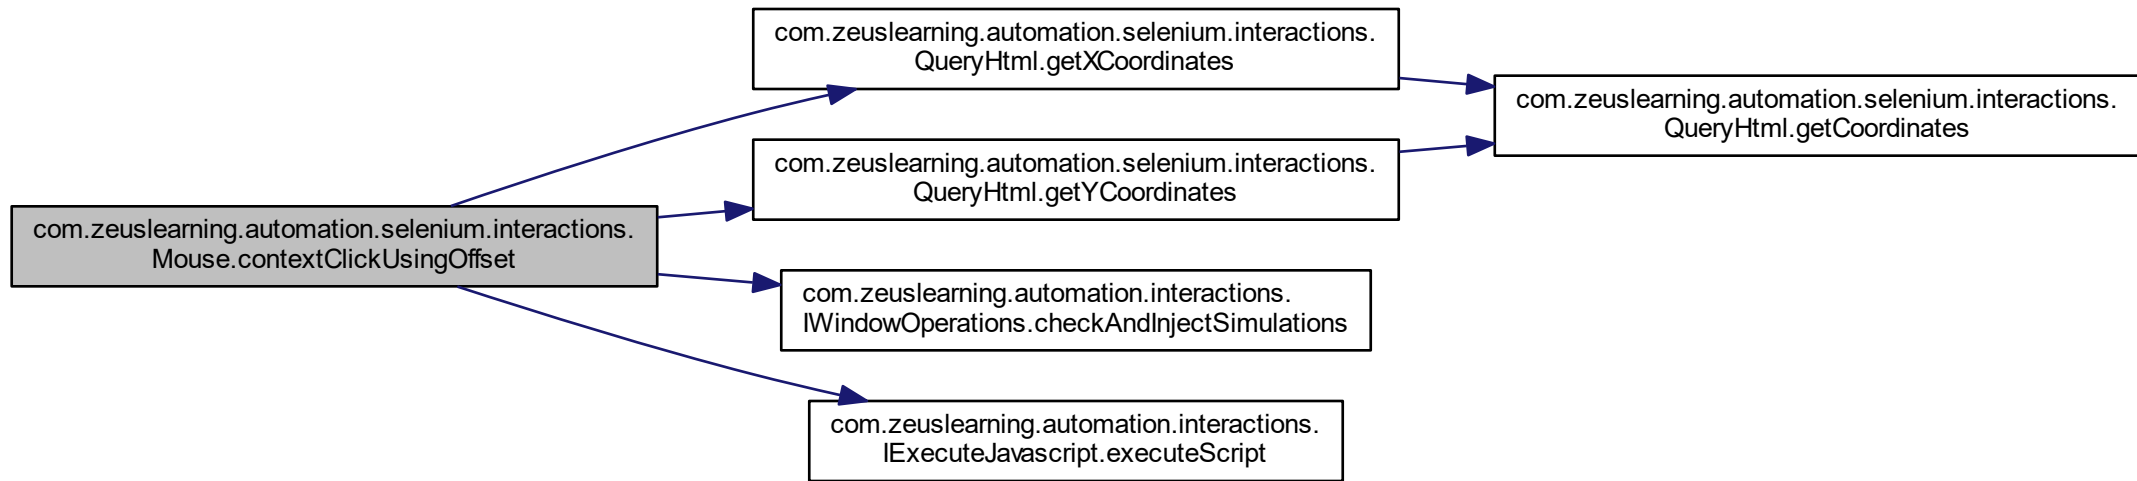 com.zeuslearning.automation.selenium.interactions.
QueryHtml.getXCoordinates
com.zeuslearning.automation.selenium.interactions.
QueryHtml.getCoordinates
com.zeuslearning.automation.selenium.interactions.
QueryHtml.getYCoordinates
com.zeuslearning.automation.selenium.interactions.
Mouse.contextClickUsingOffset
com.zeuslearning.automation.interactions.
IWindowOperations.checkAndInjectSimulations
com.zeuslearning.automation.interactions.
IExecuteJavascript.executeScript